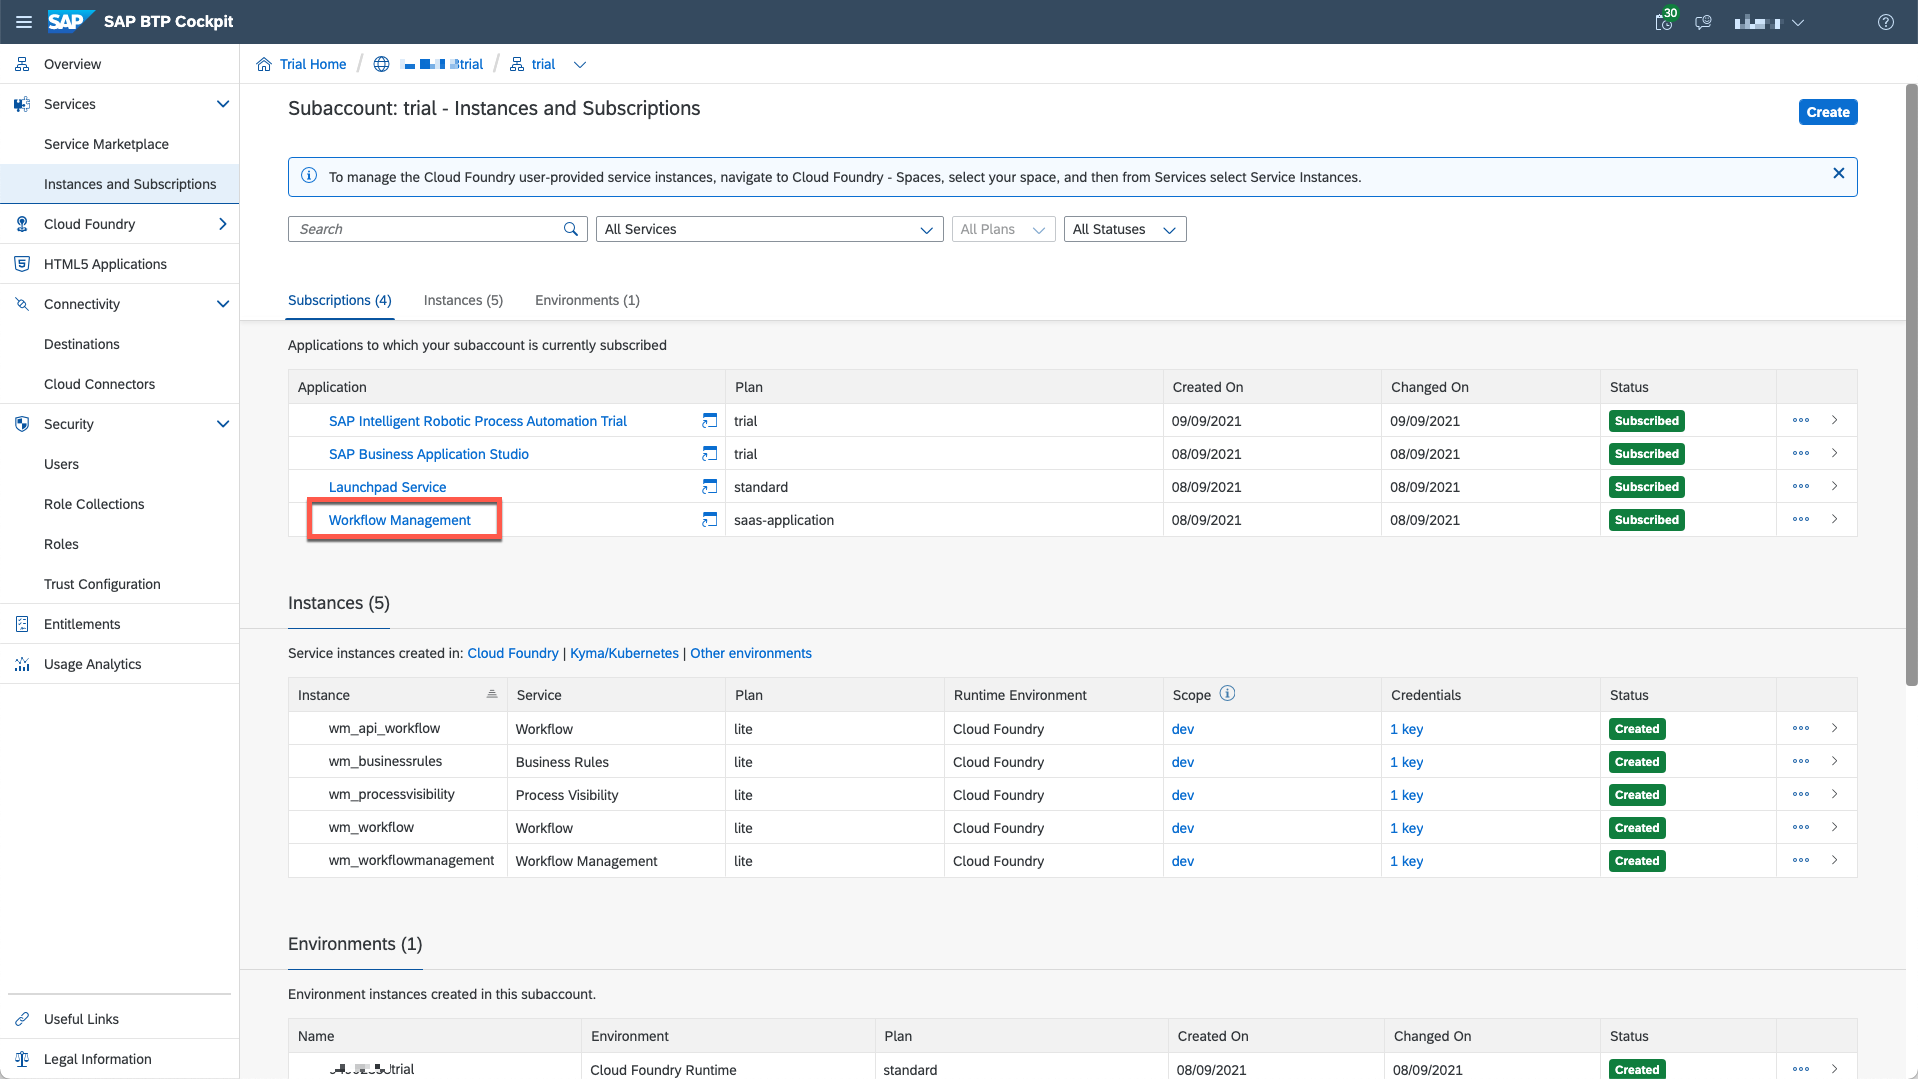 SAP SAP BTP Cockpit
30
Overview
Services
Service Marketplace
Instances and Subscriptions
Cloud Foundry
HTML5 Applications
Connectivity
Destinations
Cloud Connectors
Security
Users
Role Collections
Roles
Trust Configuration
Entitlements
Usage Analytics
Useful Links
Legal Information
Trial Home / trial / trial
Subaccount: trial - Instances and Subscriptions
Create
To manage the Cloud Foundry user-provided service instances, navigate to Cloud Foundry - Spaces, select your space, and then from Services select Service Instances.
Search All Services All Plans All Statuses
Subscriptions (4) Instances (5) Environments (1)
Applications to which your subaccount is currently subscribed
Application Plan Created On Changed On Status
SAP Intelligent Robotic Process Automation Trial trial 09/09/2021 09/09/2021 Subscribed
SAP Business Application Studio trial 08/09/2021 08/09/2021 Subscribed
Launchpad Service standard 08/09/2021 08/09/2021 Subscribed
Workflow Management saas-application 08/09/2021 08/09/2021 Subscribed
Instances (5)
Service instances created in: Cloud Foundry | Kyma/Kubernetes | Other environments
Instance Service Plan Runtime Environment Scope Credentials Status
wm_api_workflow Workflow lite Cloud Foundry dev 1 key Created
wm_businessrules Business Rules lite Cloud Foundry dev 1 key Created
wm_processvisibility Process Visibility lite Cloud Foundry dev 1 key Created
wm_workflow Workflow lite Cloud Foundry dev 1 key Created
wm_workflowmanagement Workflow Management lite Cloud Foundry dev 1 key Created
Environments (1)
Environment instances created in this subaccount.
Name Environment Plan Created On Changed On Status
trial Cloud Foundry Runtime standard 08/09/2021 08/09/2021 Created